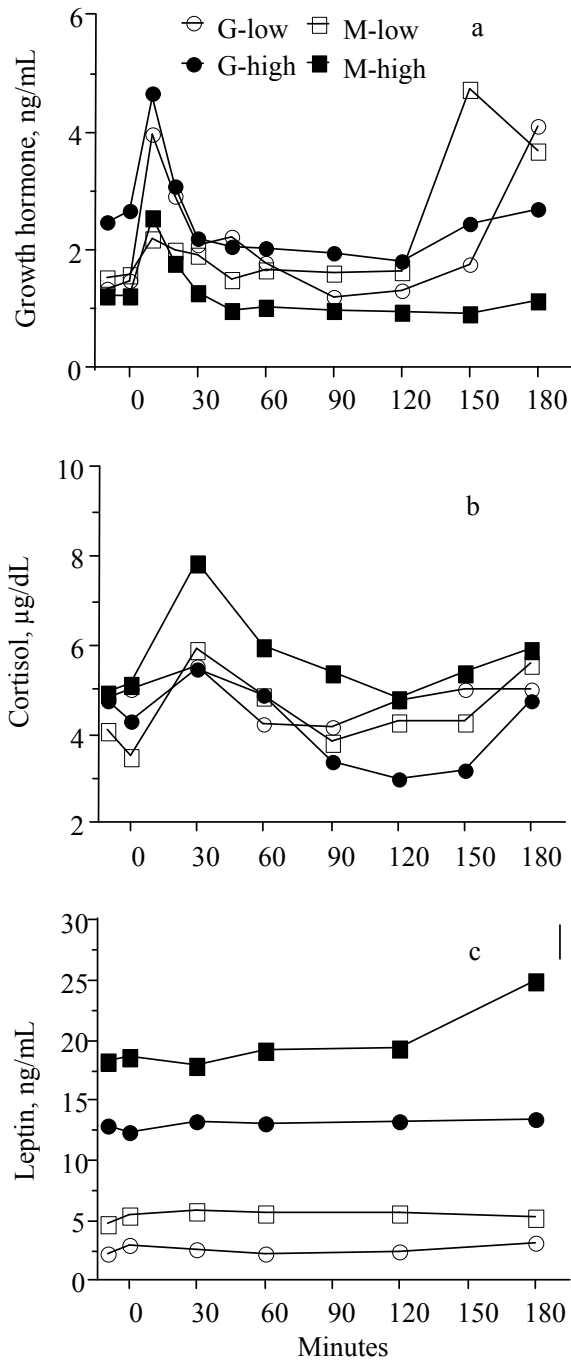 G-low M-low a
G-high M-high
Growth hormone, ng/mL
6
4
2
0
0 30 60 90 120 150 180
b
Cortisol, µg/dL
10
8
6
4
2
0 30 60 90 120 150 180
c
Leptin, ng/mL
30
25
20
15
10
5
0
0 30 60 90 120 150 180
Minutes